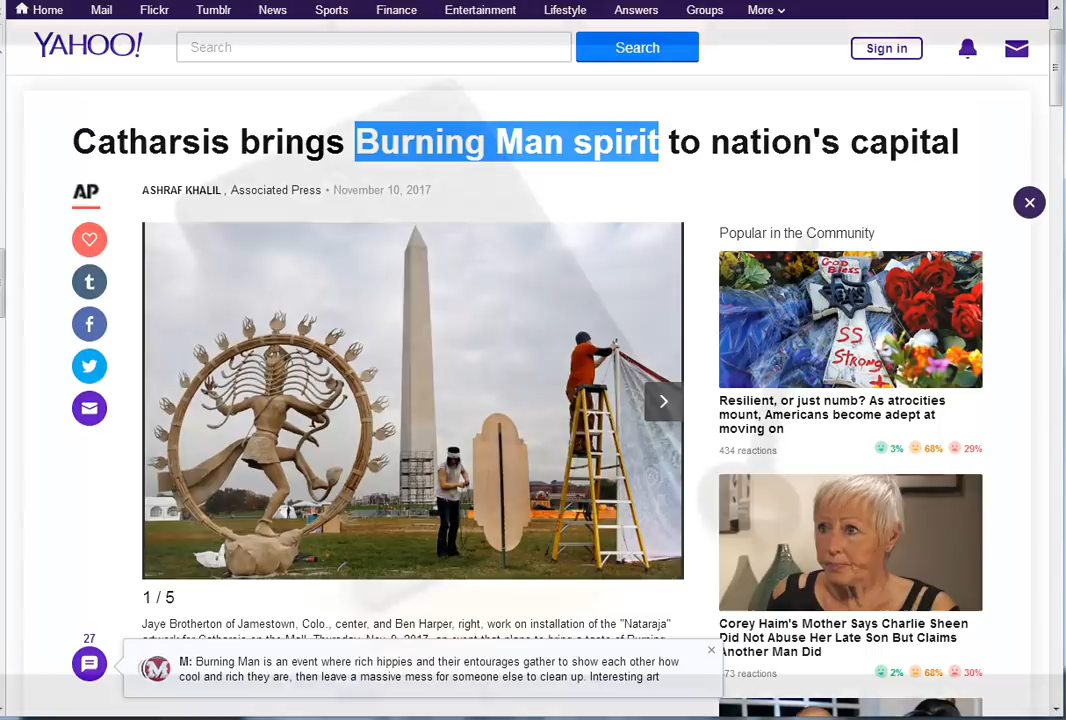 Home Mail Flickr Tumblr News Sports Finance Entertainment Lifestyle Answers Groups More
YAHOO!
Search
Search
Sign in
Catharsis brings Burning Man spirit to nation's capital
AP
ASHRAF KHALIL , Associated Press • November 10, 2017
Popular in the Community
GOD
BLESS
SS
STRONG
Resilient, or just numb? As atrocities
mount, Americans become adept at
moving on
434 reactions
3% 68% 29%
1 / 5
Jaye Brotherton of Jamestown, Colo., center, and Ben Harper, right, work on installation of the "Nataraja"
27
M: Burning Man is an event where rich hippies and their entourages gather to show each other how
cool and rich they are, then leave a massive mess for someone else to clean up. Interesting art
Corey Haim's Mother Says Charlie Sheen
Did Not Abuse Her Late Son But Claims
Another Man Did
73 reactions
2% 68% 30%